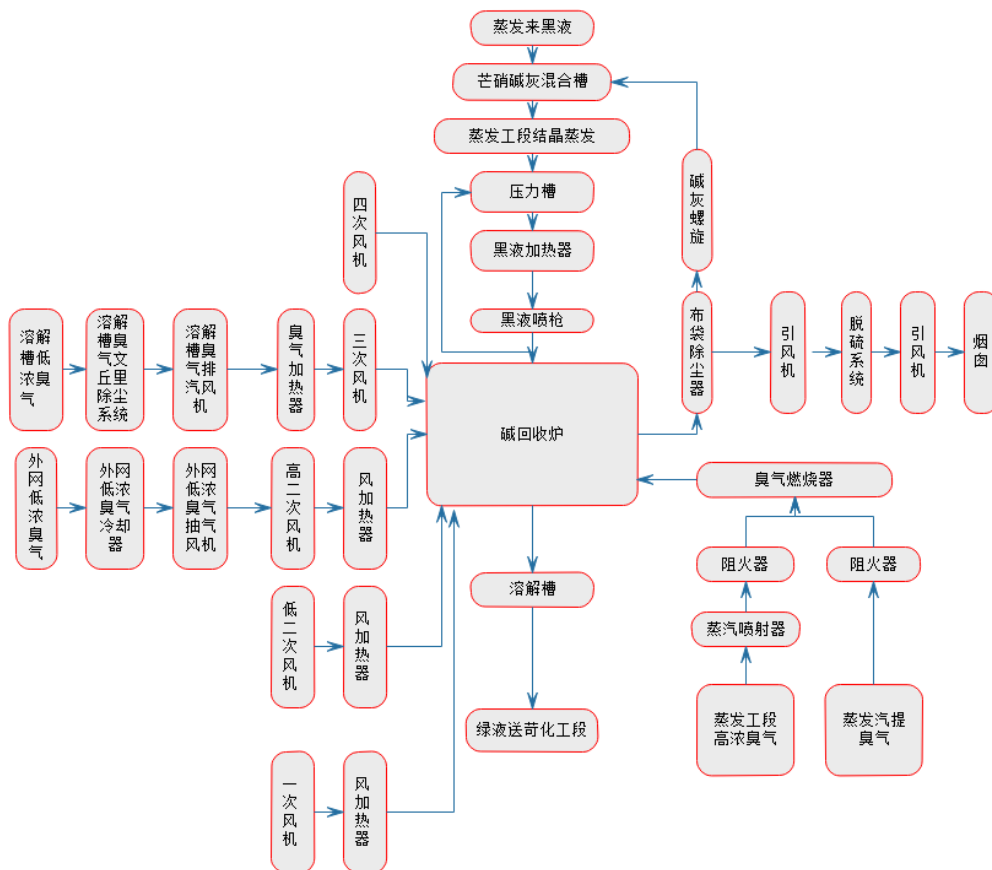 蒸发来黑液
芒硝碱灰混合槽
蒸发工段结晶蒸发
压力槽
黑液加热器
黑液喷枪
四次风机
碱灰螺旋
布袋除尘器
引风机
脱硫系统
引风机
烟囱
溶解
槽低
浓臭
气
溶解
槽臭
气文
丘里
除尘
系统
溶解
槽臭
气排
汽风
机
臭气加热器
三次风机
碱回收炉
外网低浓臭气
外网
低浓
臭气
冷却
器
外网
低浓
臭气
抽气
风机
高二次风机
风加热器
臭气燃烧器
阻火器
阻火器
蒸汽喷射器
蒸发工段
高浓臭气
蒸发汽提
臭气
低二次风机
风加热器
溶解槽
绿液送苛化工段
一次风机
风加热器